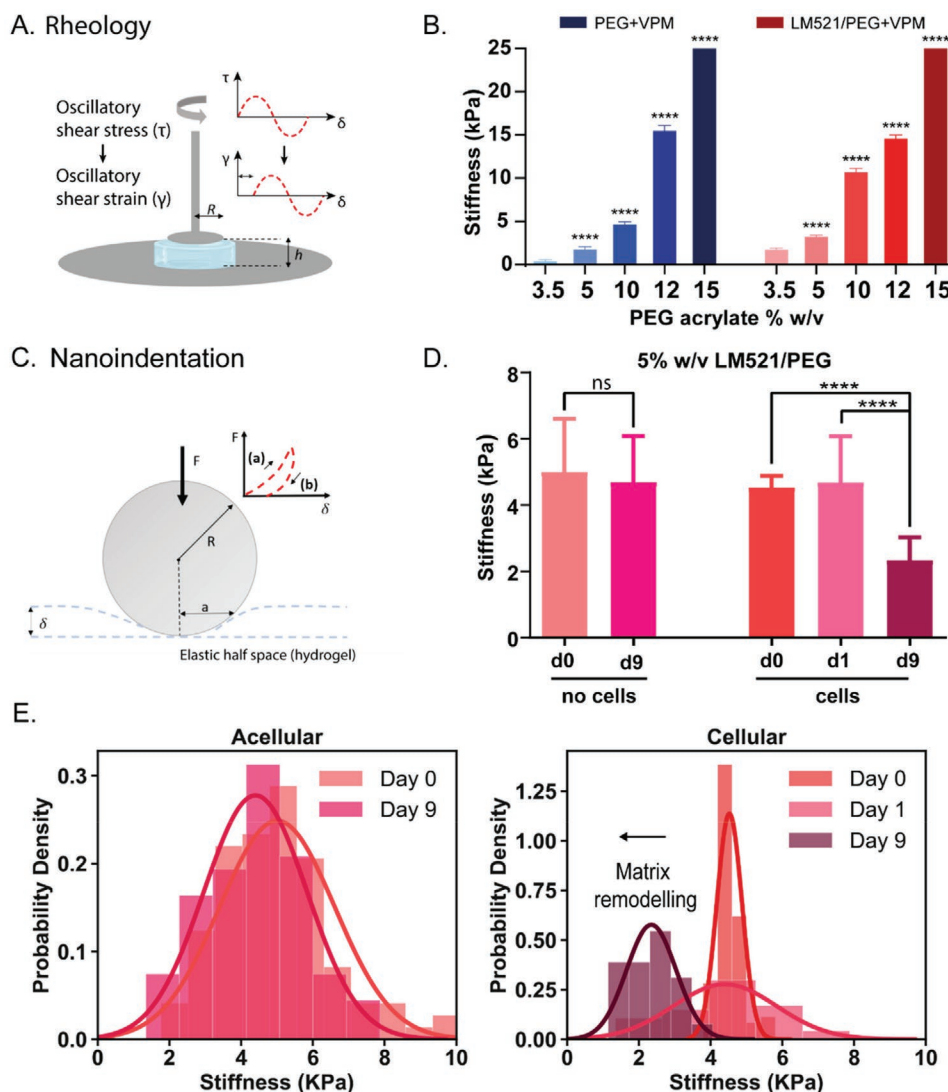 A. Rheology
Oscillatory
shear stress (τ)
Oscillatory
shear strain (γ)
τ
δ
γ
δ
R
h
B.
PEG+VPM
LM521/PEG+VPM
Stiffness (kPa)
25
20
15
10
5
0
**** **** **** ****
**** **** **** ****
3.5 5 10 12 15 3.5 5 10 12 15
PEG acrylate % w/v
C. Nanoindentation
F
F
(a)
(b)
δ
R
a
δ
Elastic half space (hydrogel)
D.
5% w/v LM521/PEG
Stiffness (kPa)
8
6
4
2
0
ns
****
****
d0 d9 d0 d1 d9
no cells cells
E.
Acellular
Probability Density
0.3
0.2
0.1
0.0
Day 0
Day 9
0 2 4 6 8 10
Stiffness (KPa)
Cellular
Probability Density
1.25
1.00
0.75
0.50
0.25
0.00
Matrix
remodelling
Day 0
Day 1
Day 9
0 2 4 6 8 10
Stiffness (KPa)